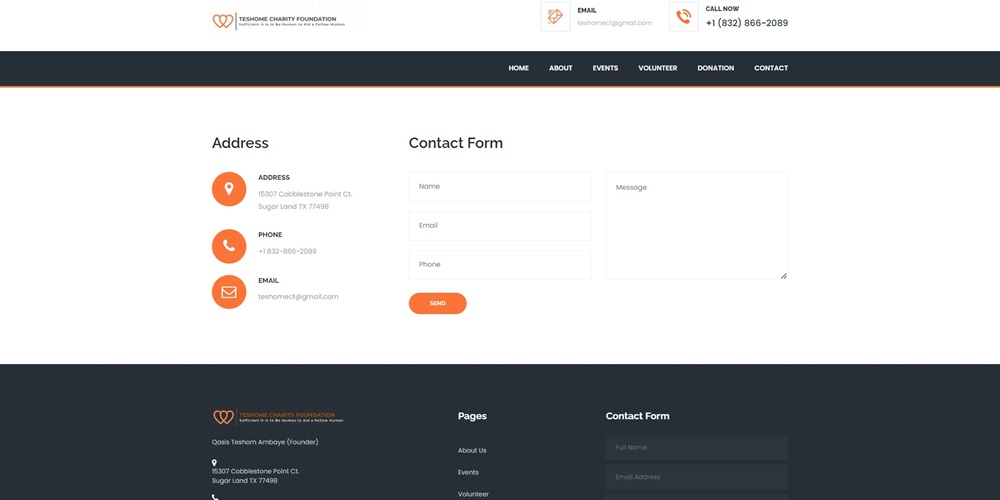 TESHOME CHARITY FOUNDATION
Sufficient it is to Be Human to Aid a Fellow Human
EMAIL
teshomecf@gmail.com
CALL NOW
+1 (832) 866-2089
HOME ABOUT EVENTS VOLUNTEER DONATION CONTACT
Address
ADDRESS
15307 Cobblestone Point Ct.
Sugar Land TX 77498
PHONE
+1 832-866-2089
EMAIL
teshomecf@gmail.com
Contact Form
Name
Email
Phone
Message
SEND
TESHOME CHARITY FOUNDATION
Sufficient it is to Be Human to Aid a Fellow Human
Qasis Teshom Ambaye (Founder)
15307 Cobblestone Point Ct.
Sugar Land TX 77498
Pages
About Us
Events
Volunteer
Contact Form
Full Name
Email Address